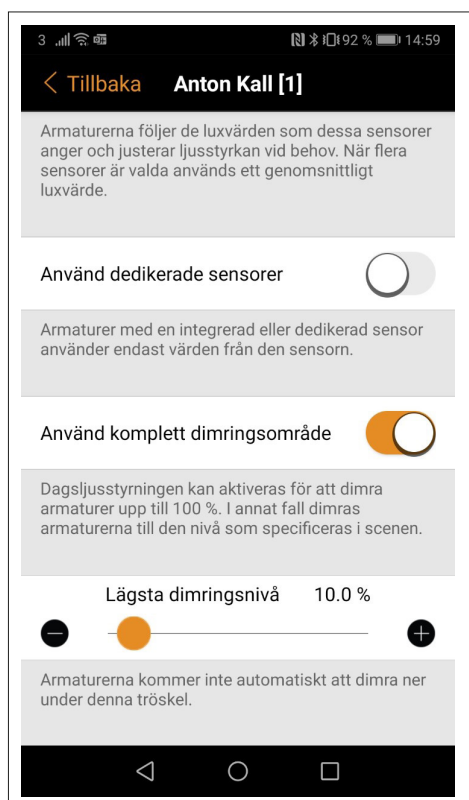 3 92 % 14:59
Tillbaka Anton Kall [1]
Armaturerna följer de luxvärden som dessa sensorer
anger och justerar ljusstyrkan vid behov. När flera
sensorer är valda används ett genomsnittligt
luxvärde.
Använd dedikerade sensorer
Armaturer med en integrerad eller dedikerad sensor
använder endast värden från den sensorn.
Använd komplett dimringsområde
Dagsljusstyrningen kan aktiveras för att dimra
armaturer upp till 100 %. I annat fall dimras
armaturerna till den nivå som specificeras i scenen.
Lägsta dimringsnivå 10.0 %
Armaturerna kommer inte automatiskt att dimra ner
under denna tröskel.